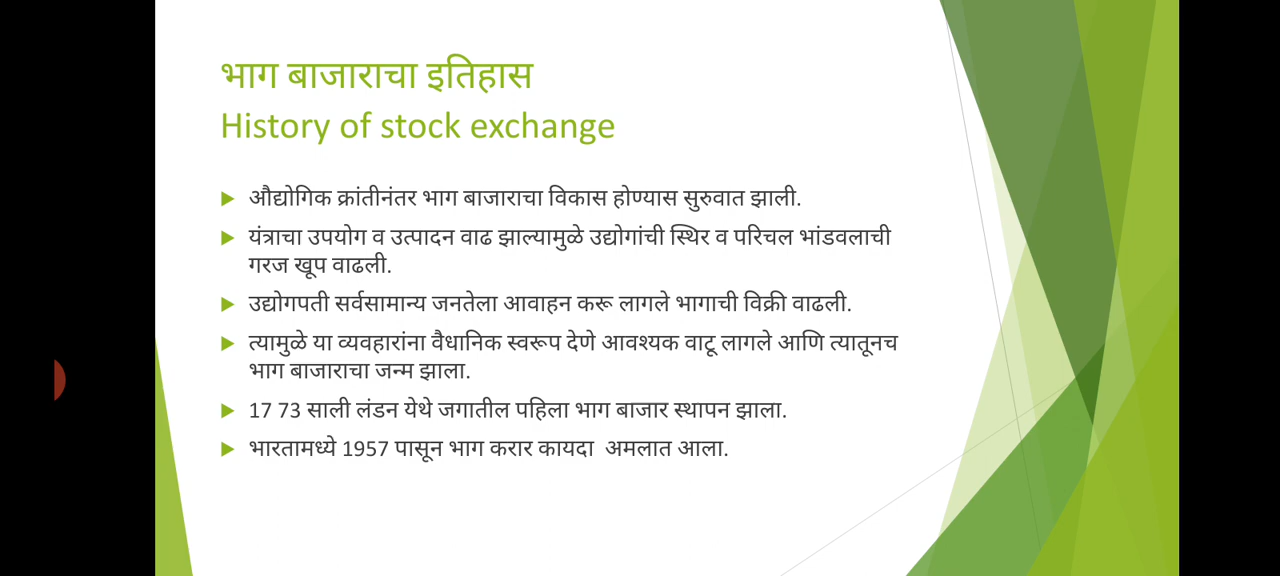 भाग बाजाराचा इतिहास
History of stock exchange
औद्योगिक क्रांतीनंतर भाग बाजाराचा विकास होण्यास सुरुवात झाली.
यंत्राचा उपयोग व उत्पादन वाढ झाल्यामुळे उद्योगांची स्थिर व परिचल भांडवलाची
गरज खूप वाढली.
उद्योगपती सर्वसामान्य जनतेला आवाहन करू लागले भागाची विक्री वाढली.
त्यामुळे या व्यवहारांना वैधानिक स्वरूप देणे आवश्यक वाटू लागले आणि त्यातूनच
भाग बाजाराचा जन्म झाला.
17 73 साली लंडन येथे जगातील पहिला भाग बाजार स्थापन झाला.
भारतामध्ये 1957 पासून भाग करार कायदा  अमलात आला.